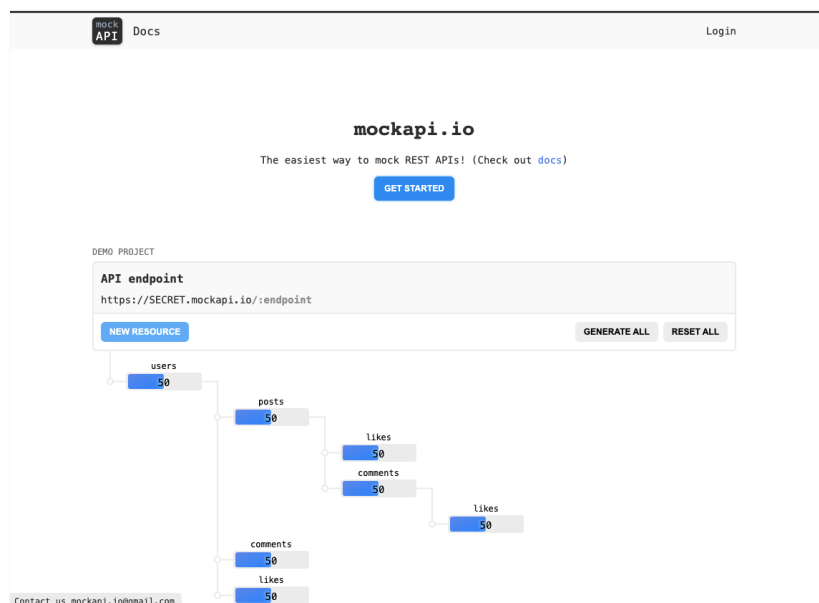 mock
API
Docs
Login
mockapi.io
The easiest way to mock REST APIs! (Check out docs)
GET STARTED
DEMO PROJECT
API endpoint
https://SECRET.mockapi.io/:endpoint
NEW RESOURCE
GENERATE ALL
RESET ALL
users
50
posts
50
likes
50
comments
50
likes
50
comments
50
likes
50
Contact us mockapi.io@gmail.com